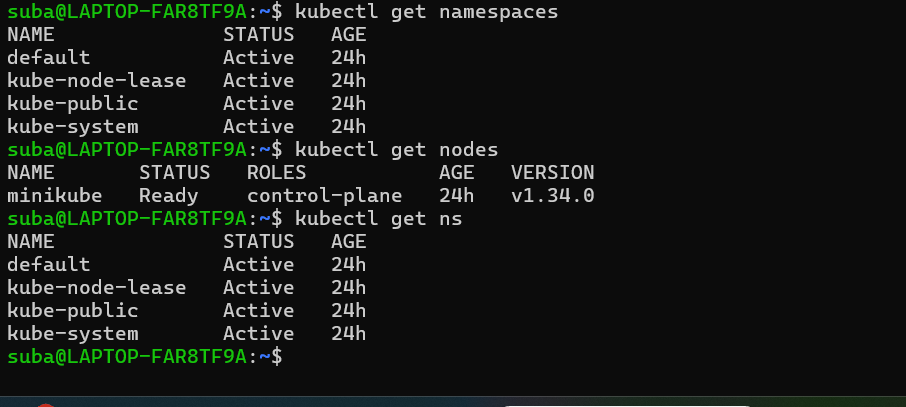 suba@LAPTOP-FAR8TF9A:~$ kubectl get namespaces
NAME              STATUS   AGE
default           Active   24h
kube-node-lease   Active   24h
kube-public       Active   24h
kube-system       Active   24h
suba@LAPTOP-FAR8TF9A:~$ kubectl get nodes
NAME       STATUS   ROLES           AGE   VERSION
minikube   Ready    control-plane   24h   v1.34.0
suba@LAPTOP-FAR8TF9A:~$ kubectl get ns
NAME              STATUS   AGE
default           Active   24h
kube-node-lease   Active   24h
kube-public       Active   24h
kube-system       Active   24h
suba@LAPTOP-FAR8TF9A:~$